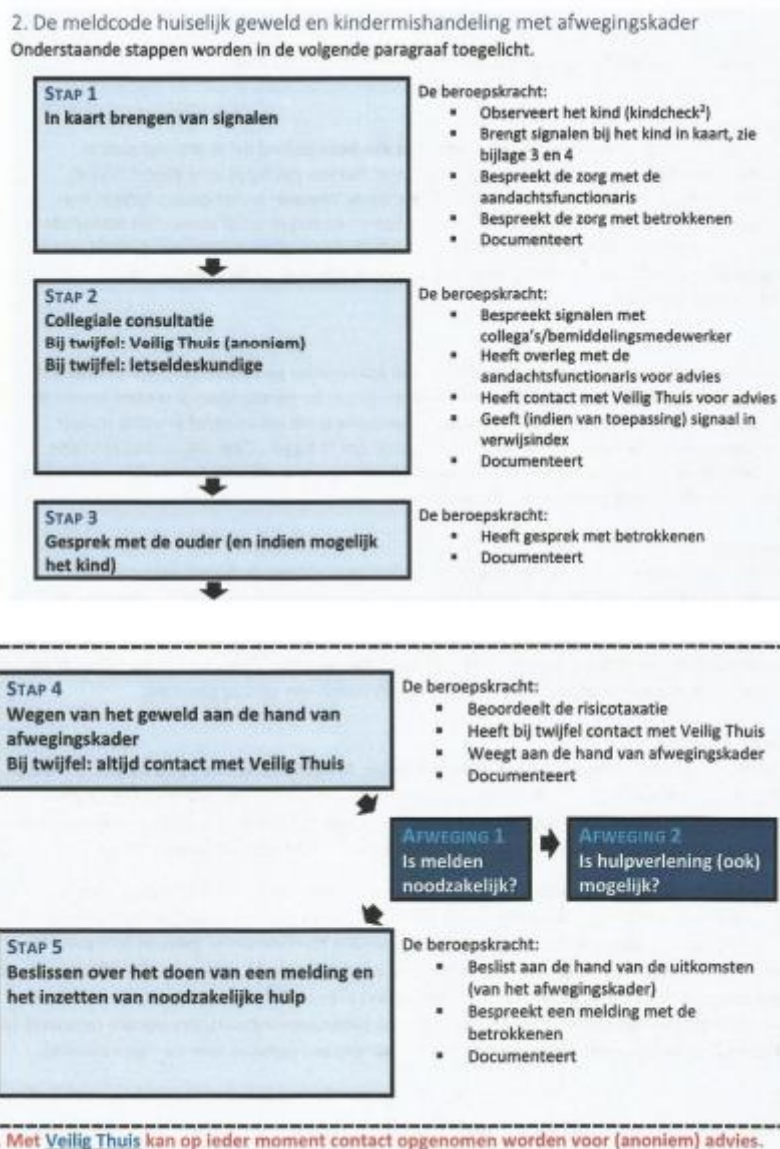 2. De meldcode huiselijk geweld en kindermishandeling met afwegingskader
Onderstaande stappen worden in de volgende paragraaf toegelicht.
STAP 1
In kaart brengen van signalen
De beroepskracht:
▪ Observeert het kind (kindcheck²)
▪ Brengt signalen bij het kind in kaart, zie
bijlage 3 en 4
▪ Bespreekt de zorg met de
aandachtsfunctionaris
▪ Bespreekt de zorg met betrokkenen
▪ Documenteert
STAP 2
Collegiale consultatie
Bij twijfel: Veilig Thuis (anoniem)
Bij twijfel: letseldeskundige
De beroepskracht:
▪ Bespreekt signalen met
collega's/bemiddelingsmedewerker
▪ Heeft overleg met de
aandachtsfunctionaris voor advies
▪ Heeft contact met Veilig Thuis voor advies
▪ Geeft (indien van toepassing) signaal in
verwijsindex
▪ Documenteert
STAP 3
Gesprek met de ouder (en indien mogelijk
het kind)
De beroepskracht:
▪ Heeft gesprek met betrokkenen
▪ Documenteert
STAP 4
Wegen van het geweld aan de hand van
afwegingskader
Bij twijfel: altijd contact met Veilig Thuis
De beroepskracht:
▪ Beoordeelt de risicotaxatie
▪ Heeft bij twijfel contact met Veilig Thuis
▪ Weegt aan de hand van afwegingskader
▪ Documenteert
AFWEGING 1
Is melden
noodzakelijk?
AFWEGING 2
Is hulpverlening (ook)
mogelijk?
STAP 5
Beslissen over het doen van een melding en
het inzetten van noodzakelijke hulp
De beroepskracht:
▪ Beslist aan de hand van de uitkomsten
(van het afwegingskader)
▪ Bespreekt een melding met de
betrokkenen
▪ Documenteert
Met Veilig Thuis kan op ieder moment contact opgenomen worden voor (anoniem) advies.